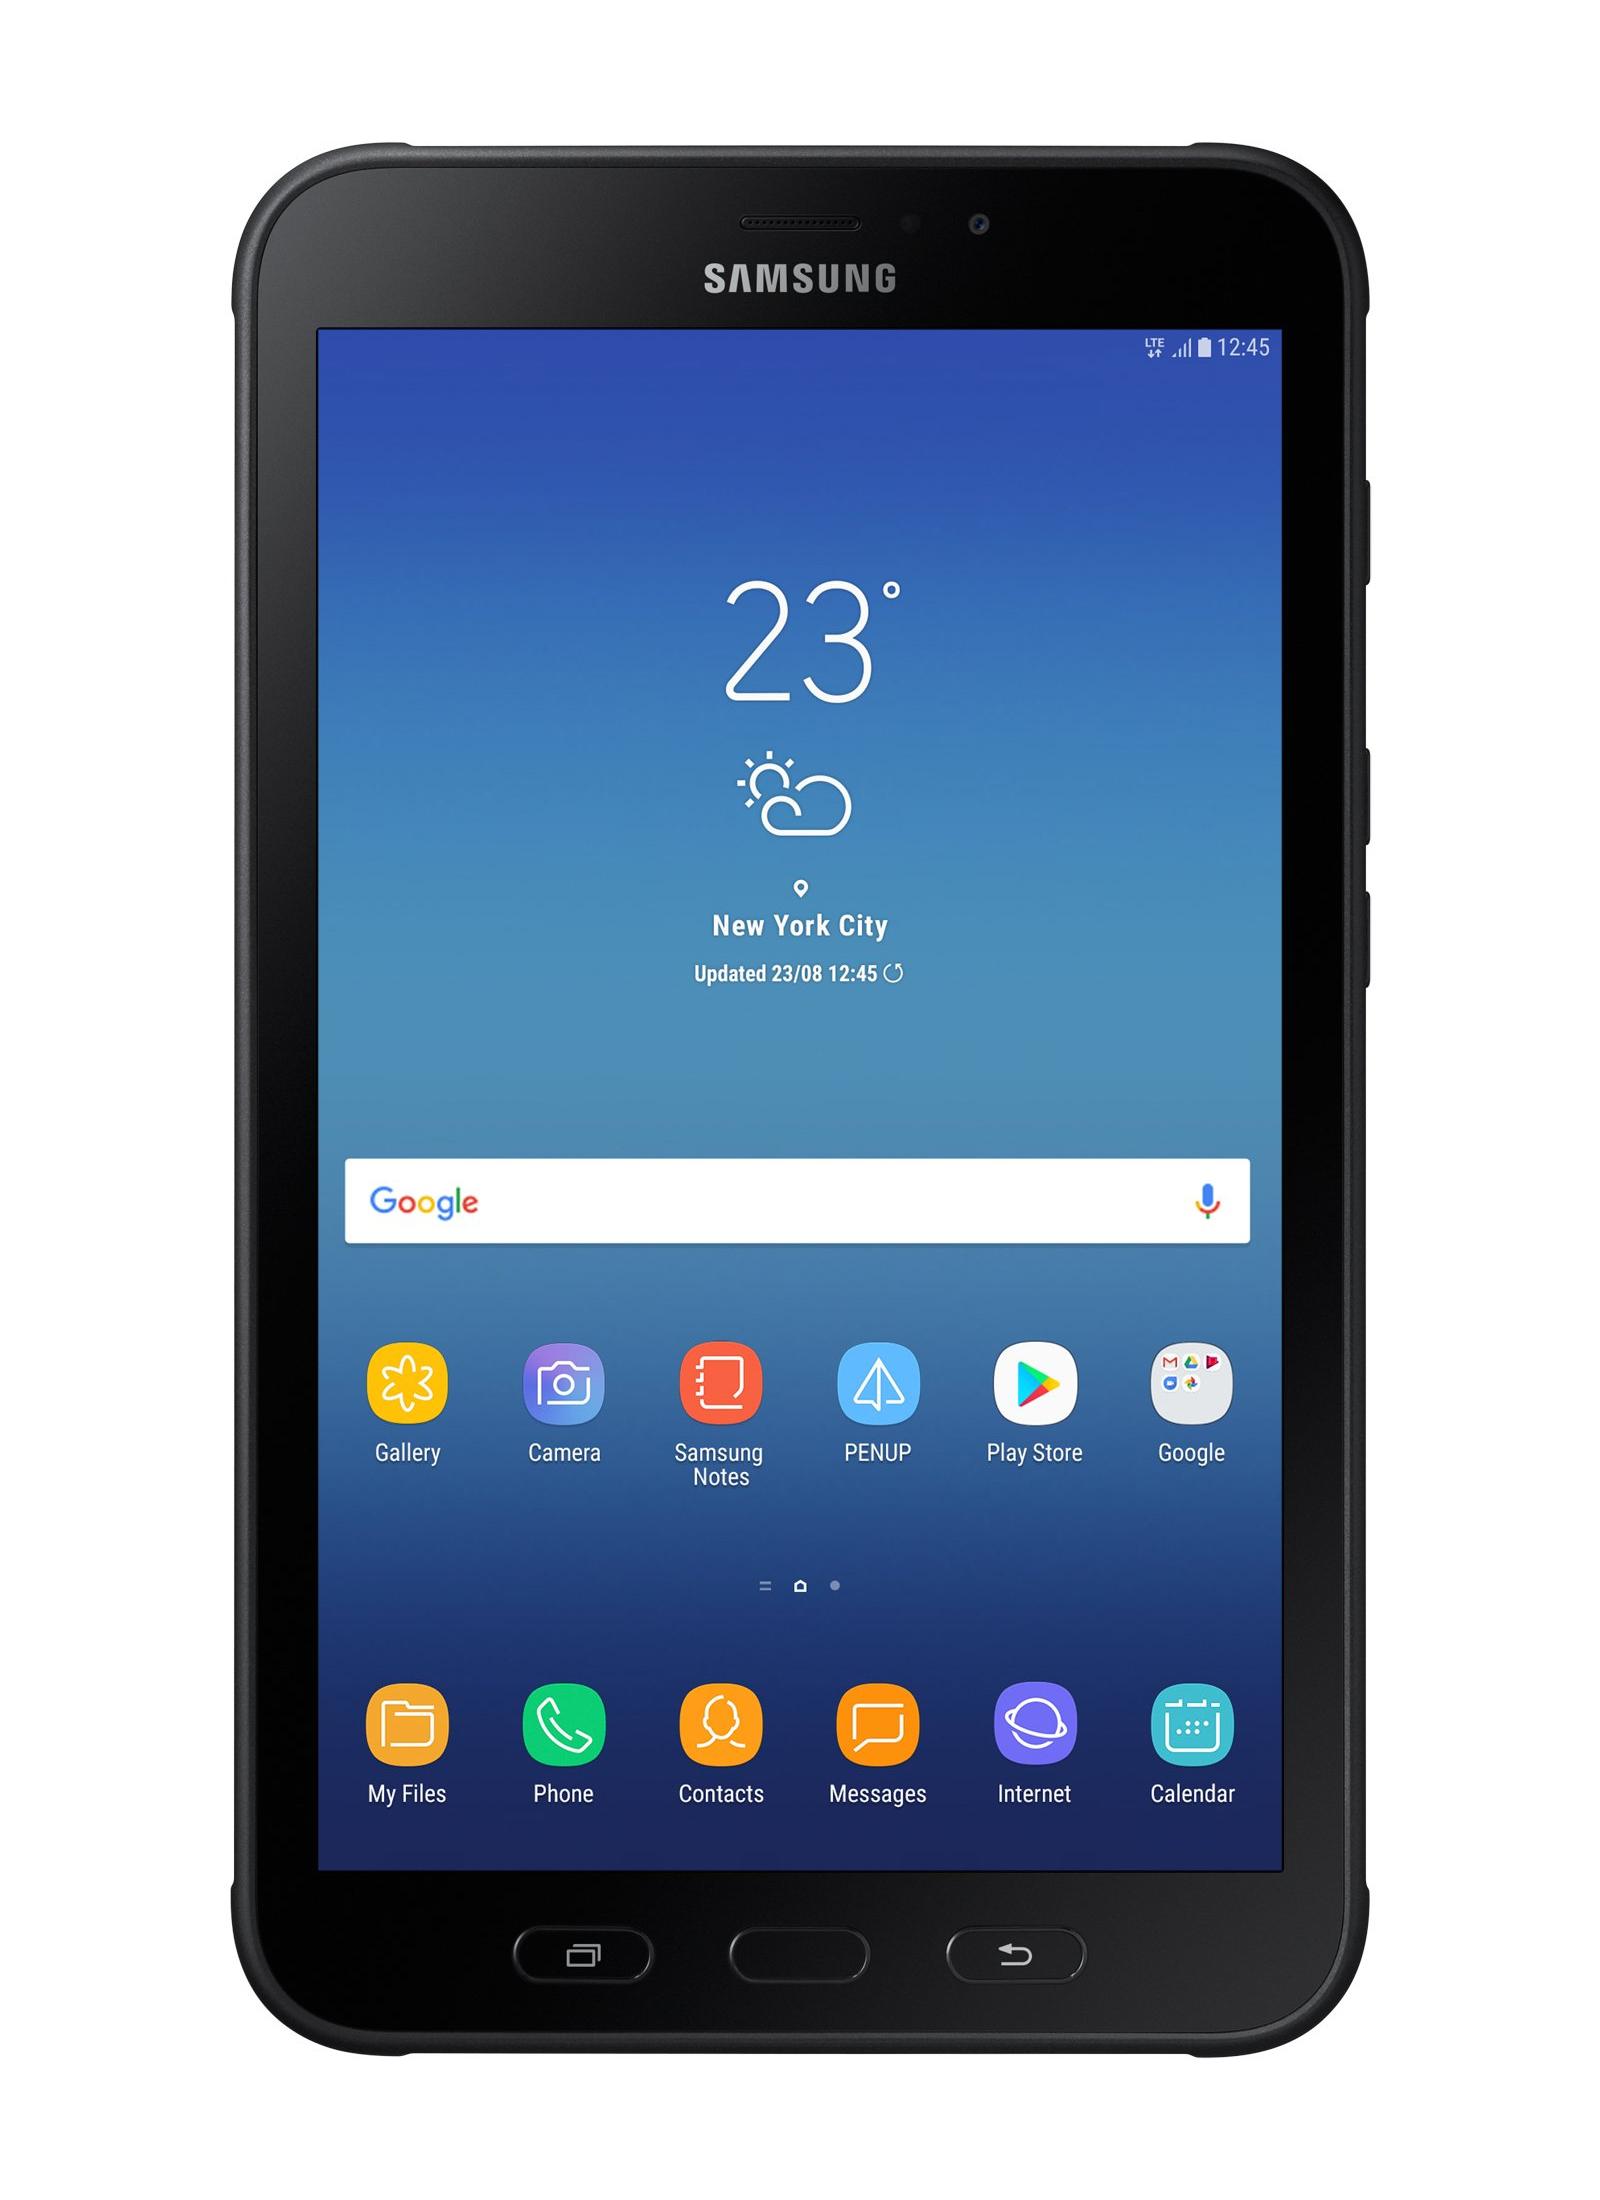 SAMSUNG
LTE 12:45
23°
New York City
Updated 23/08 12:45
Google
Gallery
Camera
Samsung
Notes
PENUP
Play Store
Google
My Files
Phone
Contacts
Messages
Internet
Calendar